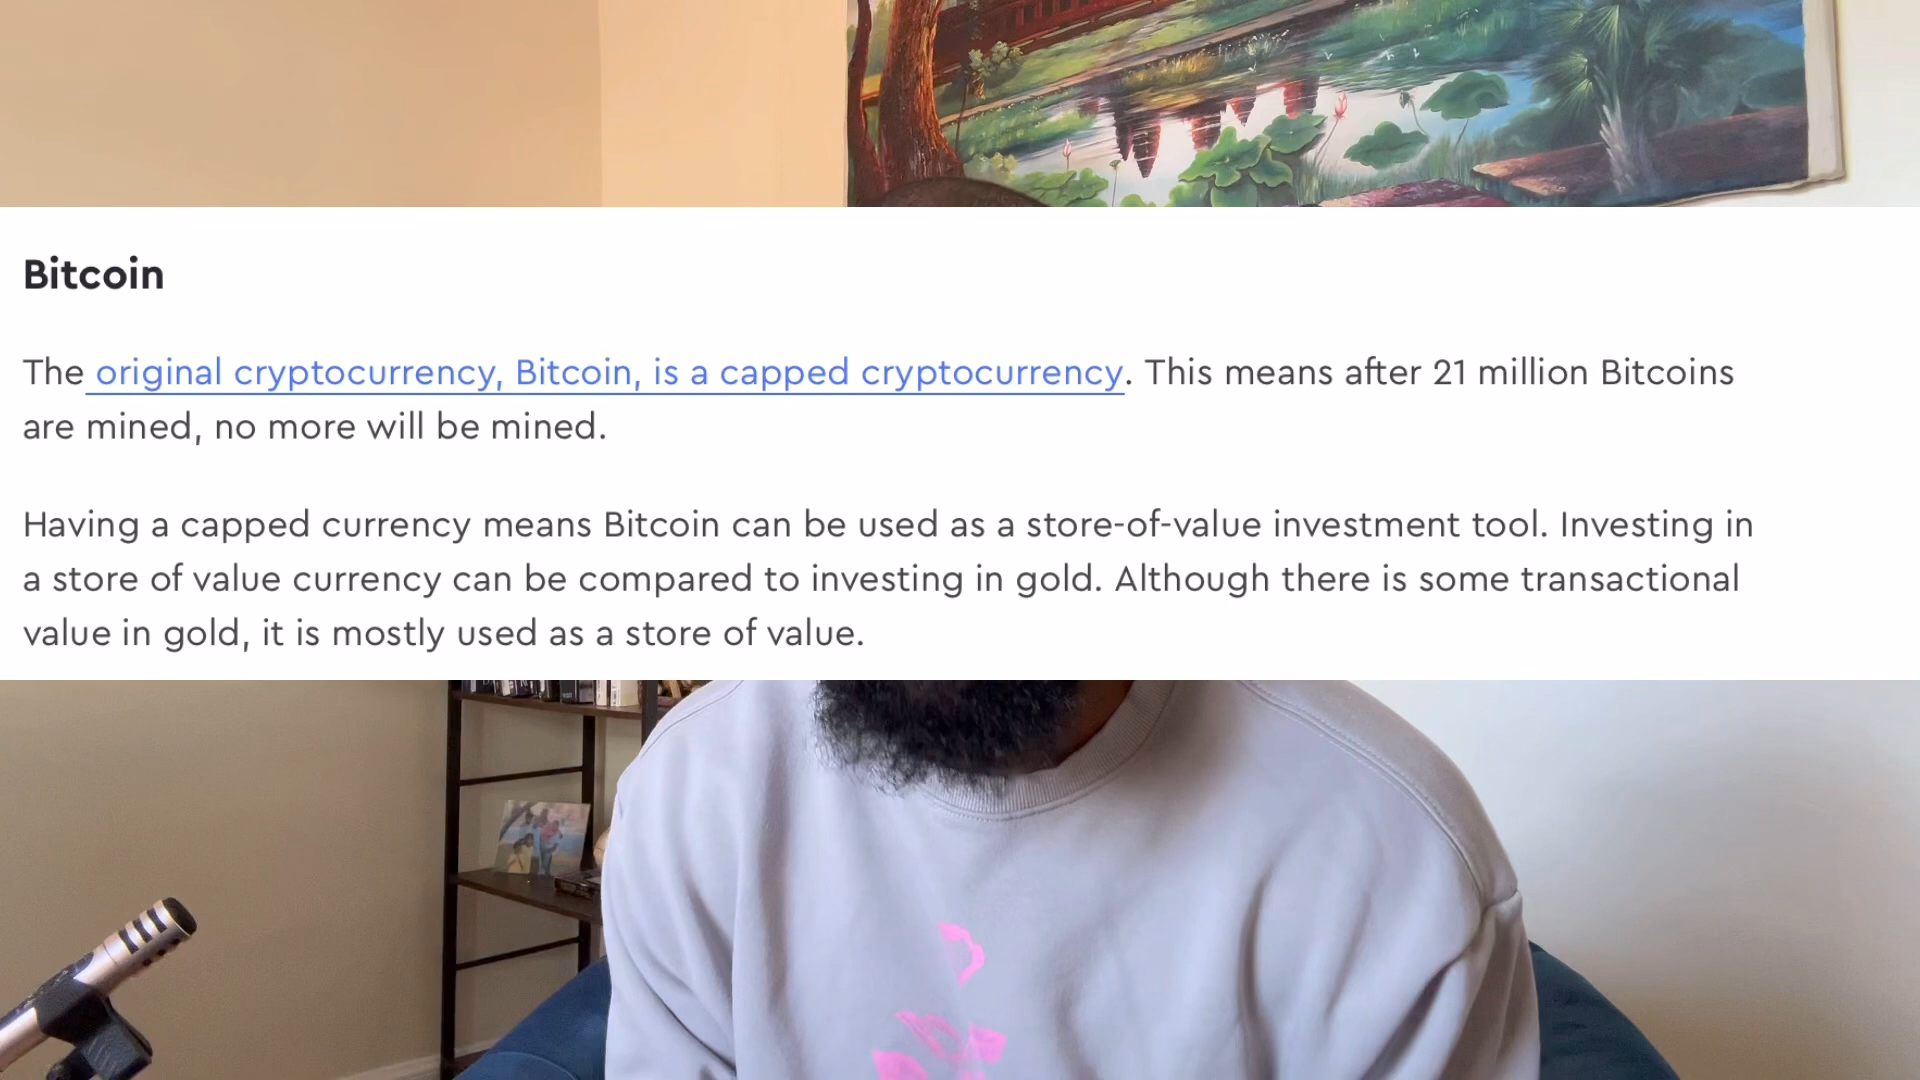 Bitcoin
The original cryptocurrency, Bitcoin, is a capped cryptocurrency. This means after 21 million Bitcoins
are mined, no more will be mined.
Having a capped currency means Bitcoin can be used as a store-of-value investment tool. Investing in
a store of value currency can be compared to investing in gold. Although there is some transactional
value in gold, it is mostly used as a store of value.